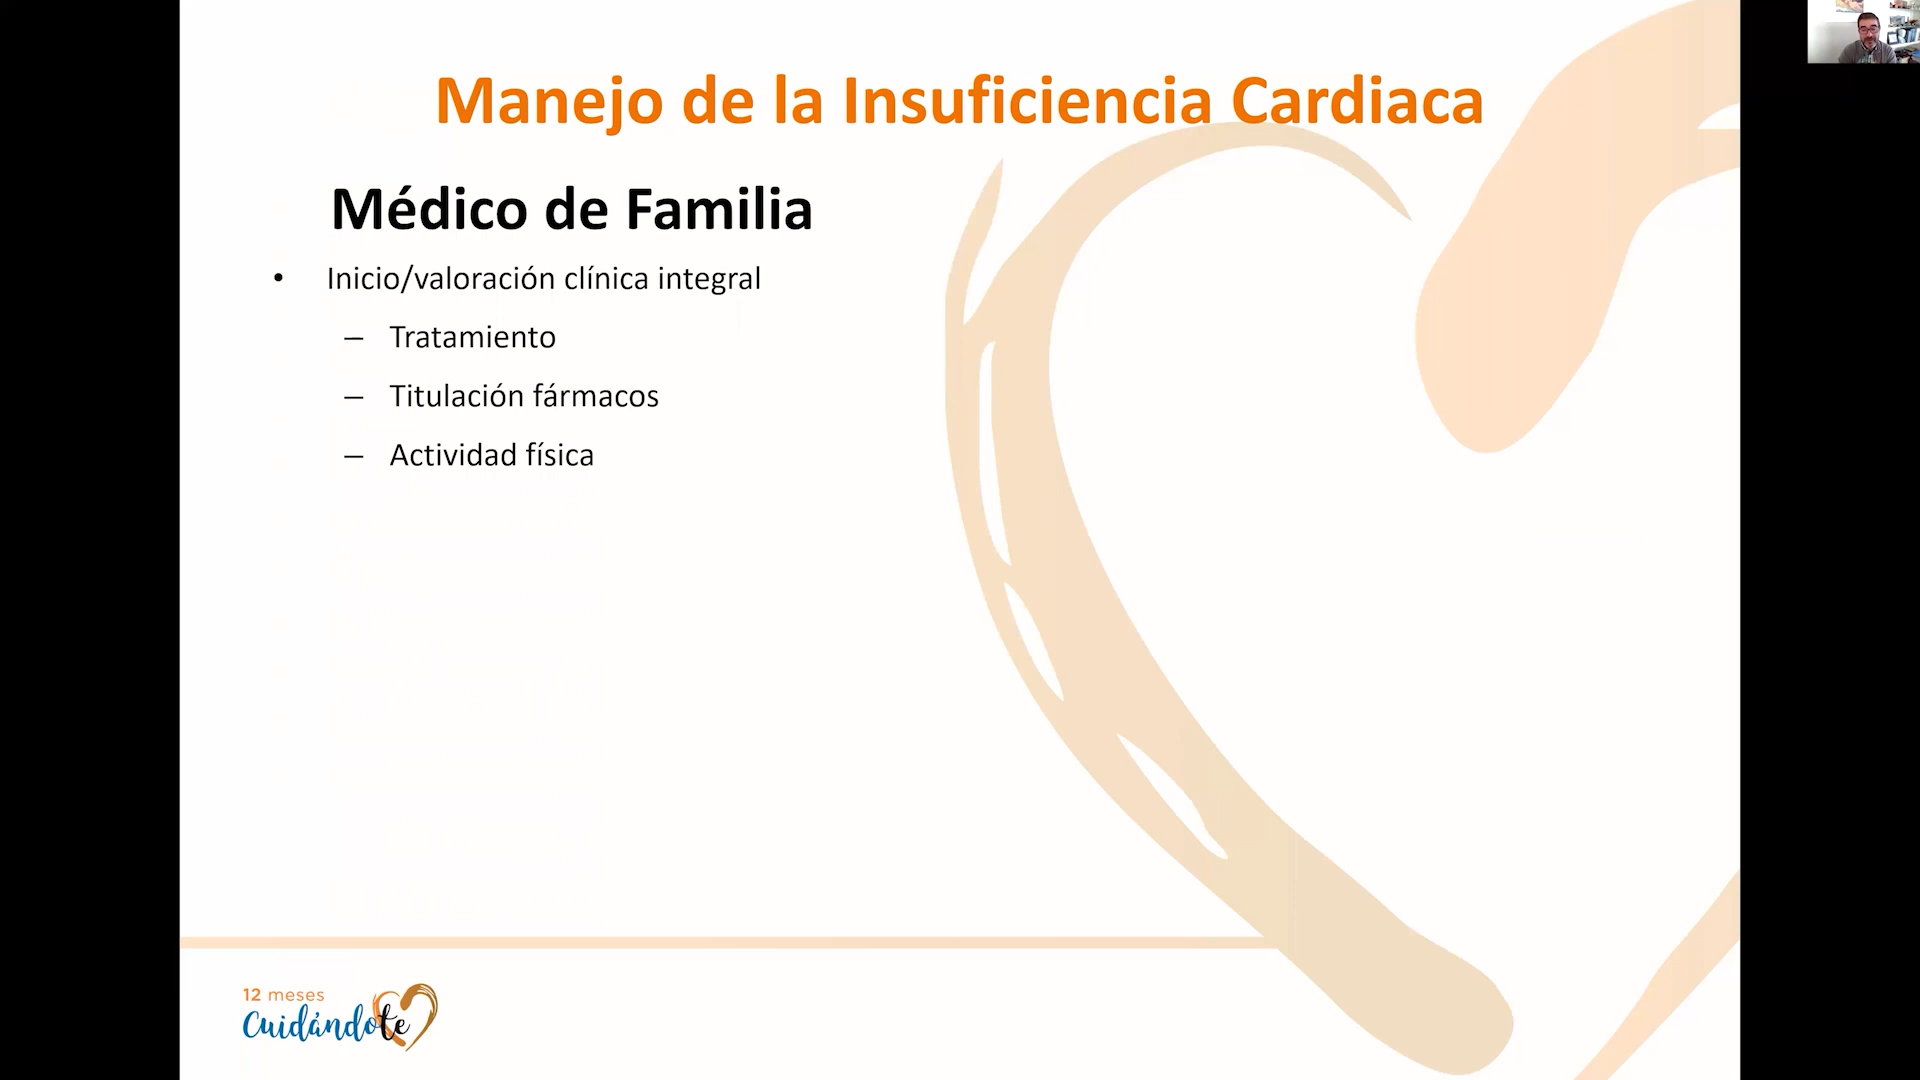 Manejo de la Insuficiencia Cardiaca
Médico de Familia
• Inicio/valoración clínica integral
– Tratamiento
– Titulación fármacos
– Actividad física
12 meses
Cuidándote